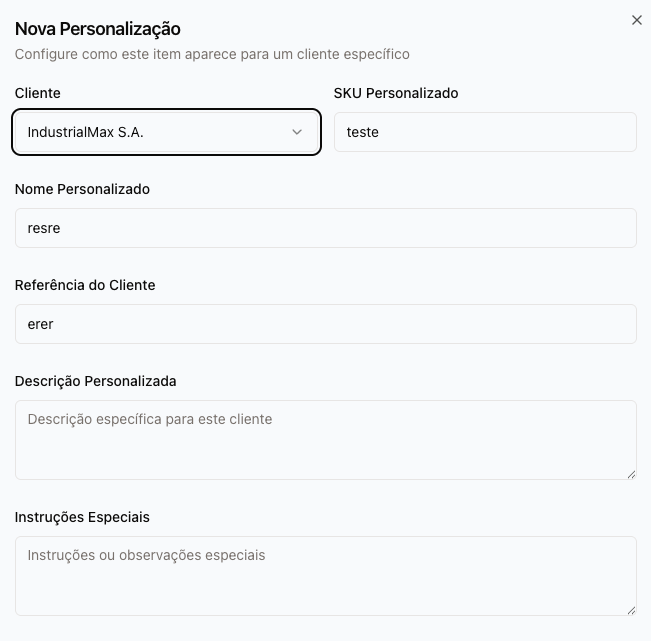 Nova Personalização
Configure como este item aparece para um cliente específico
Cliente
IndustrialMax S.A.
SKU Personalizado
teste
Nome Personalizado
resre
Referência do Cliente
erer
Descrição Personalizada
Descrição específica para este cliente
Instruções Especiais
Instruções ou observações especiais